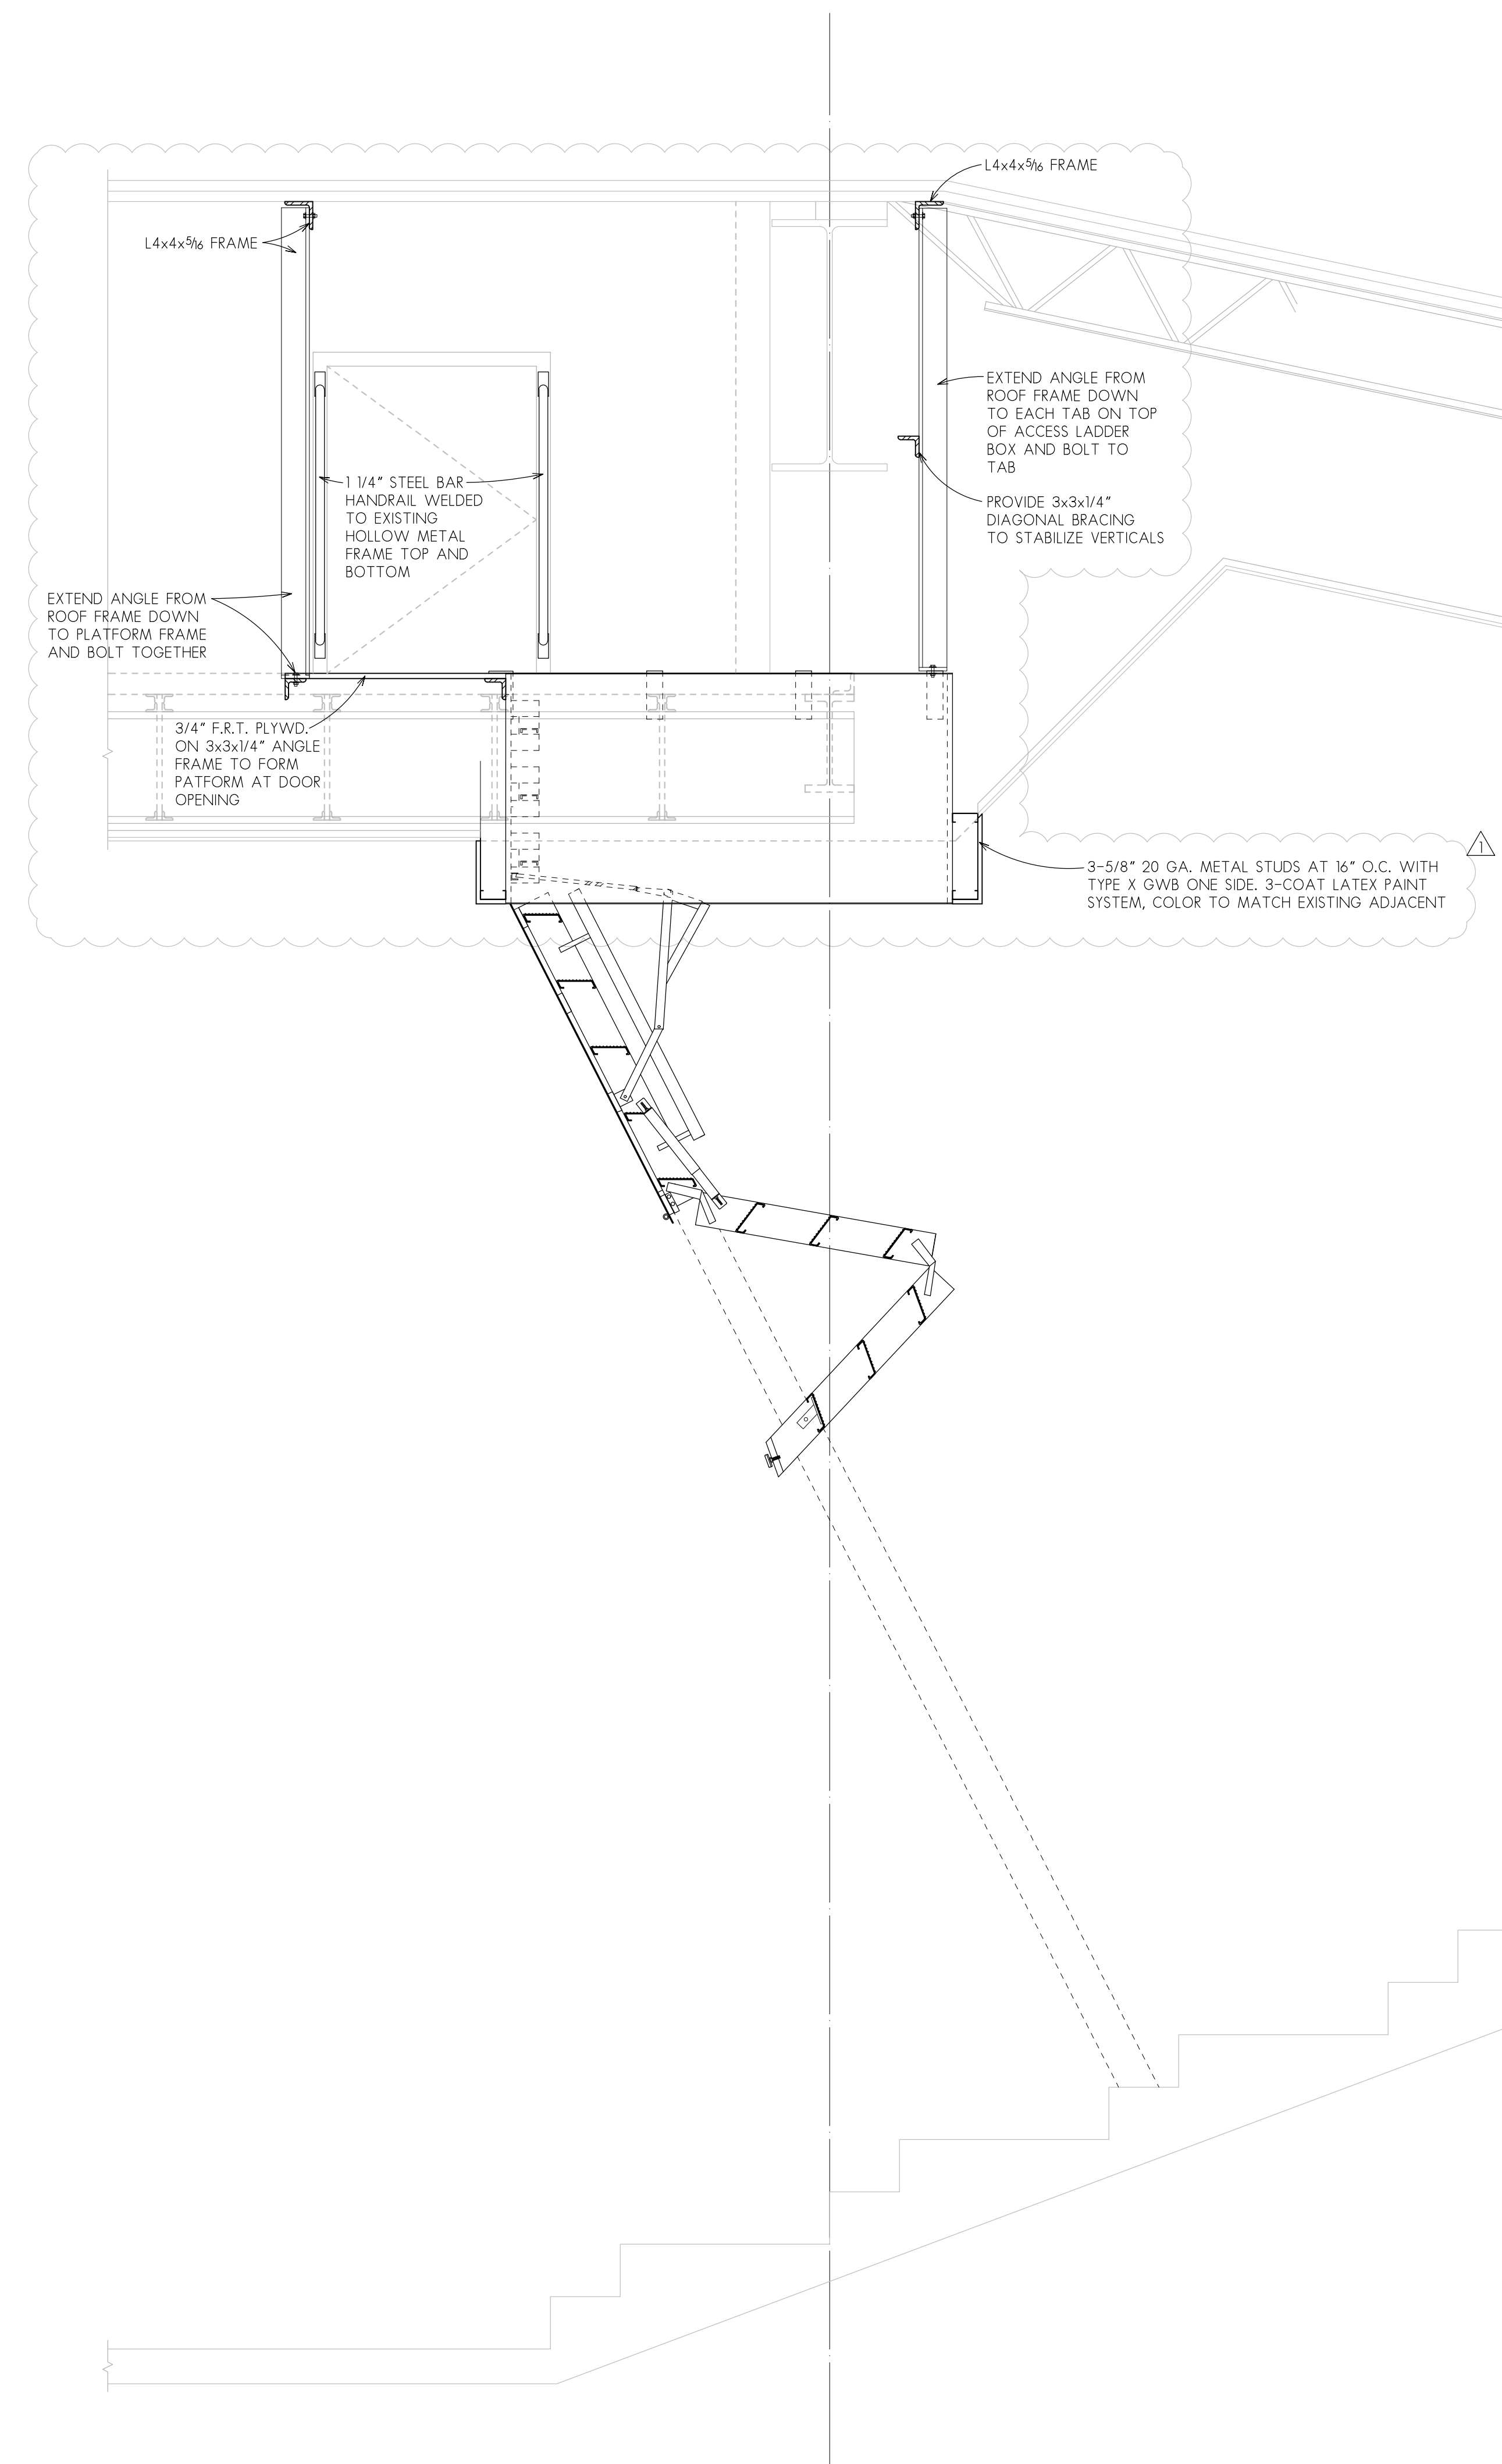 L4x4x5/16 FRAME
L4x4x5/16 FRAME
EXTEND ANGLE FROM
ROOF FRAME DOWN
TO EACH TAB ON TOP
OF ACCESS LADDER
BOX AND BOLT TO
TAB
1 1/4" STEEL BAR
HANDRAIL WELDED
TO EXISTING
HOLLOW METAL
FRAME TOP AND
BOTTOM
PROVIDE 3x3x1/4"
DIAGONAL BRACING
TO STABILIZE VERTICALS
EXTEND ANGLE FROM
ROOF FRAME DOWN
TO PLATFORM FRAME
AND BOLT TOGETHER
3/4" F.R.T. PLYWD.
ON 3x3x1/4" ANGLE
FRAME TO FORM
PATFORM AT DOOR
OPENING
1
3-5/8" 20 GA. METAL STUDS AT 16" O.C. WITH
TYPE X GWB ONE SIDE. 3-COAT LATEX PAINT
SYSTEM, COLOR TO MATCH EXISTING ADJACENT